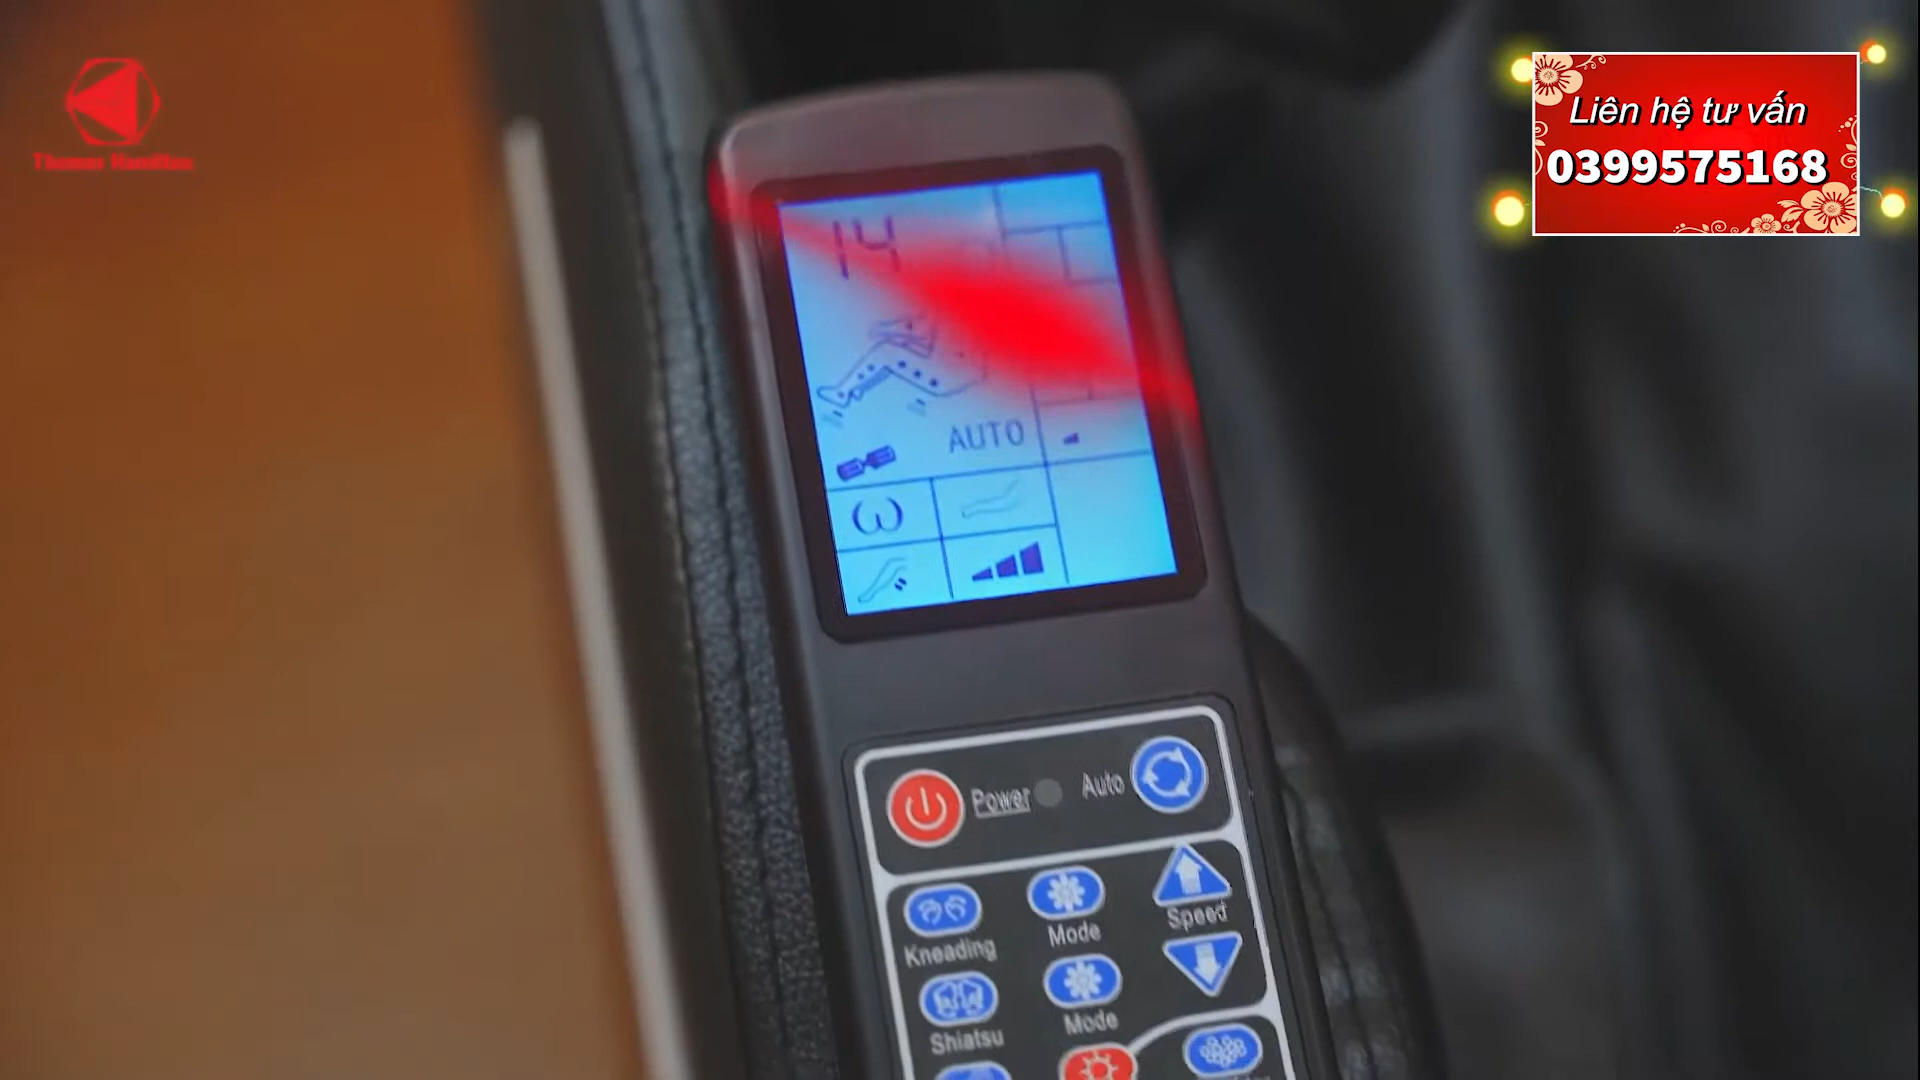 Liên hệ tư vấn
0399575168
14
AUTO
Power
Auto
Kneading
Mode
Speed
Shiatsu
Mode